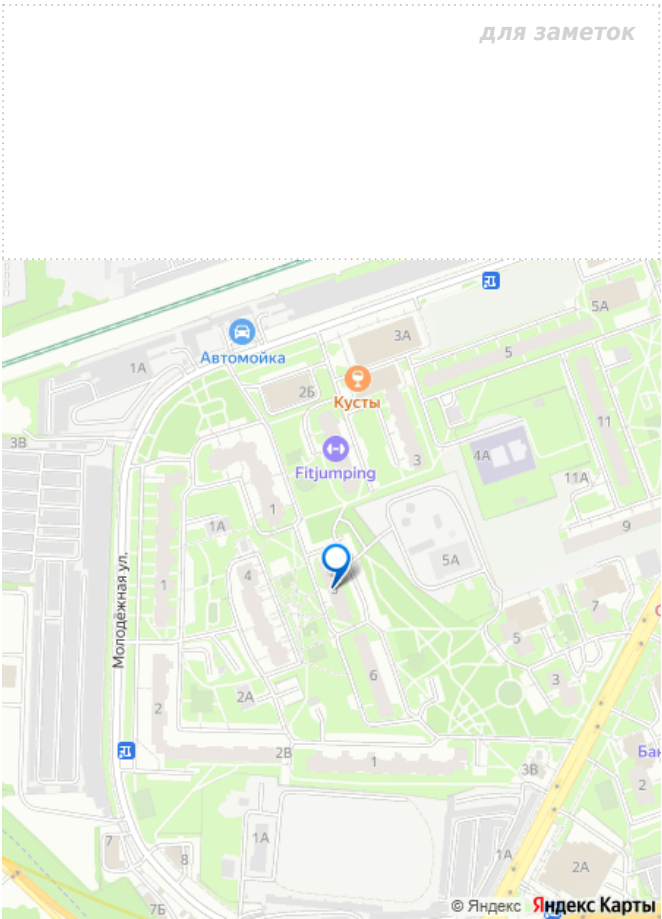 для заметок
5А
3А
Автомойка
1А
5
2Б
Кусты
11
3В
4А
3
Fitjumping
11А
1
1А
9
5А
4
1
7
5
6
3
2А
2
Молодёжная ул.
2В
1
3В
Бан
2
1А
7
8
1А
2А
7Б
© Яндекс Яндекс Карты